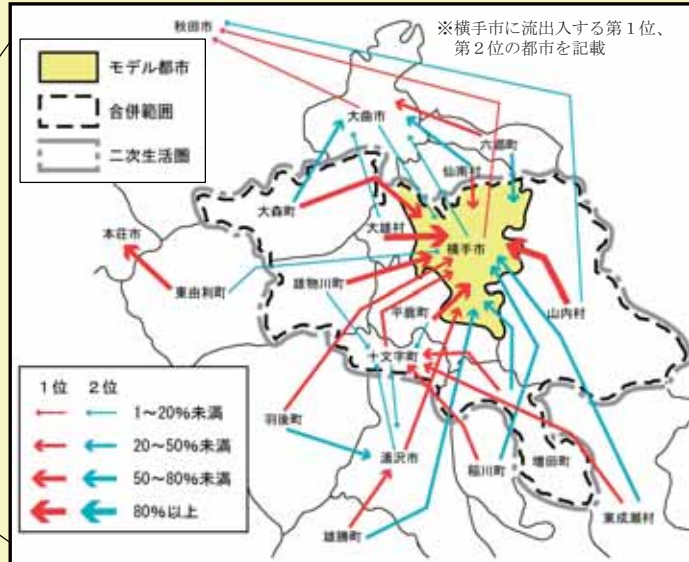 秋田市
※横手市に流出入する第1位、
第2位の都市を記載
モデル都市
合併範囲
二次生活圏
大曲市
六郷町
仙南村
大森町
大雄村
本荘市
横手市
東由利町
雄物川町
平鹿町
山内村
十文字町
1位 2位
1～20%未満
20～50%未満
50～80%未満
80%以上
羽後町
湯沢市
稲川町
増田町
東成瀬村
雄勝町